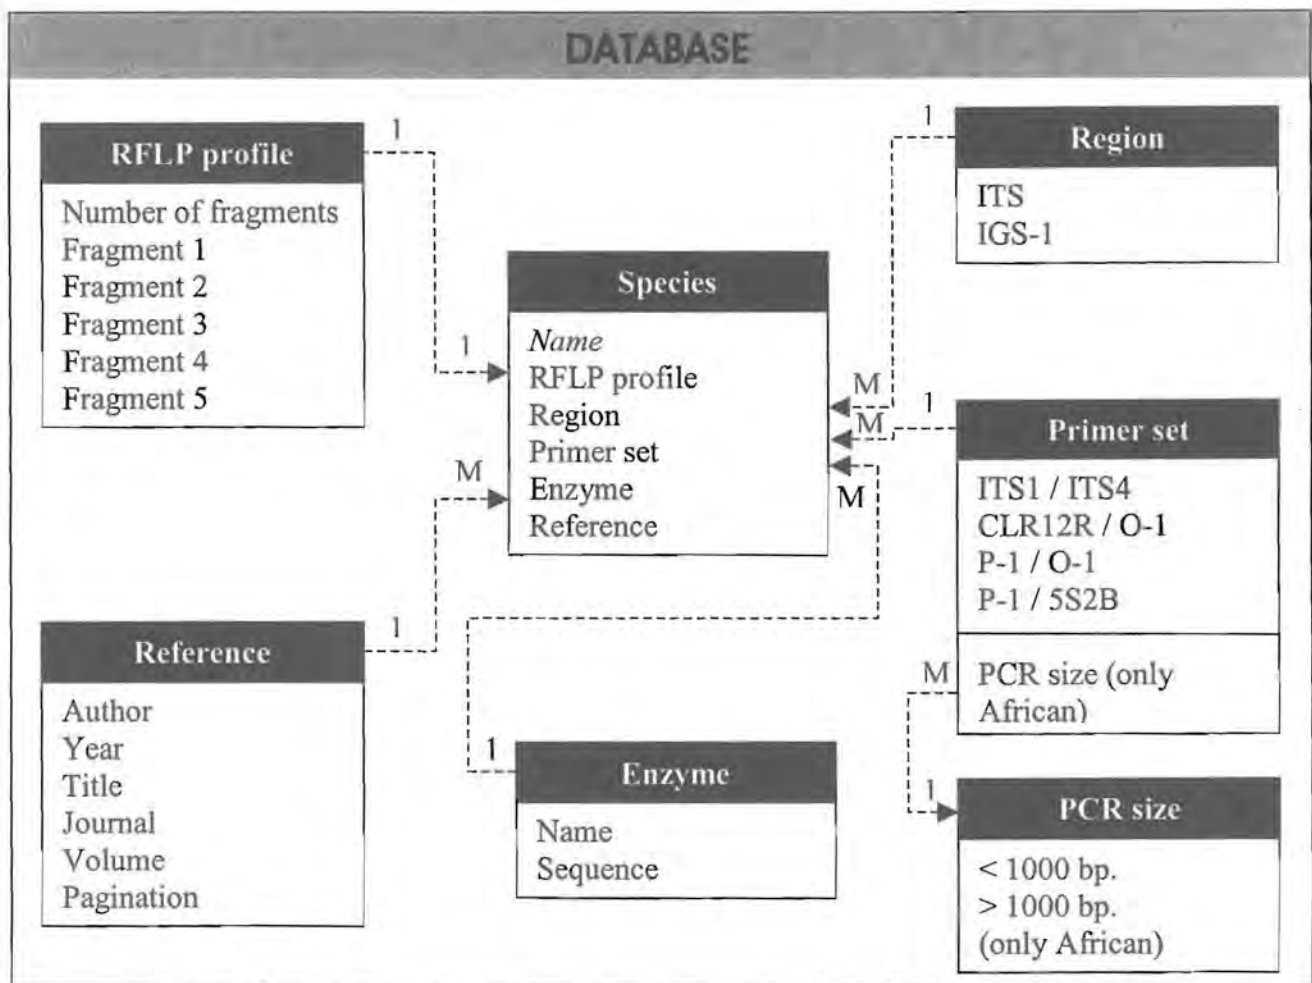 DATABASE
RFLP profile
Number of fragments
Fragment 1
Fragment 2
Fragment 3
Fragment 4
Fragment 5
1
1
Species
Name
RFLP profile
Region
Primer set
Enzyme
Reference
1
Region
ITS
IGS-1
M
M
M
1
Primer set
ITS1 / ITS4
CLR12R / O-1
P-1 / O-1
P-1 / 5S2B
PCR size (only
African)
M
1
PCR size
< 1000 bp.
> 1000 bp.
(only African)
M
1
Reference
Author
Year
Title
Journal
Volume
Pagination
1
Enzyme
Name
Sequence